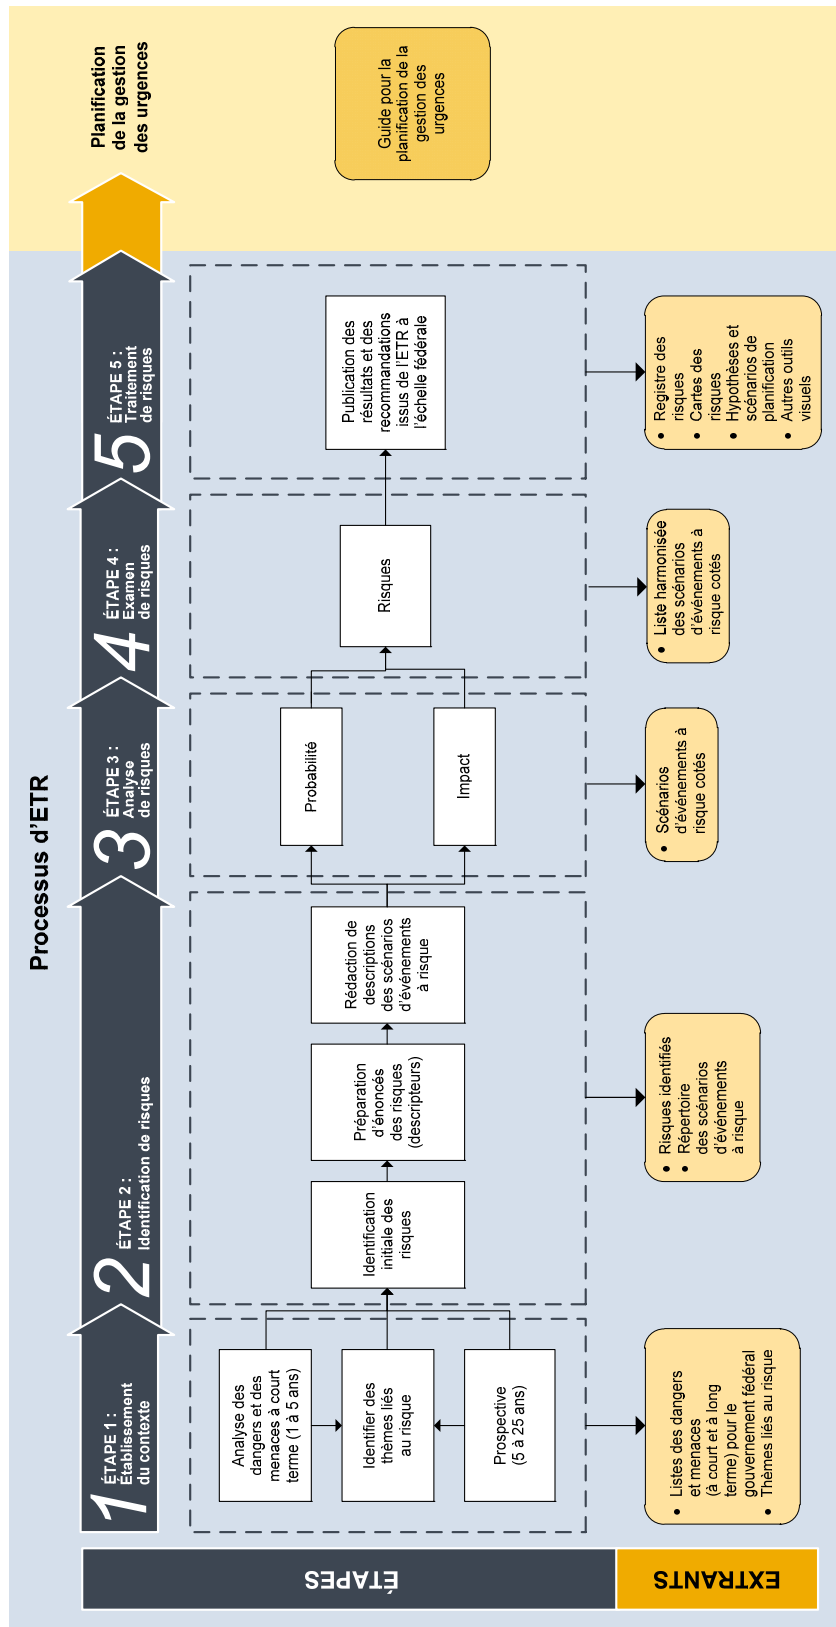 Processus d’ETR
1
ÉTAPE 1 :
Établissement
du contexte
2
ÉTAPE 2 :
Identification de risques
3
ÉTAPE 3 :
Analyse
de risques
4
ÉTAPE 4 :
Examen
de risques
5
ÉTAPE 5 :
Traitement
de risques
Planification
de la gestion
des urgences
ÉTAPES
Analyse des
dangers et des
menaces à court
terme (1 à 5 ans)
Identifier des
thèmes liés
au risque
Prospective
(5 à 25 ans)
Identification
initiale des
risques
Préparation
d’énoncés
des risques
(descripteurs)
Rédaction de
descriptions
des scénarios
d’événements
à risque
Probabilité
Impact
Risques
Publication des
résultats et des
recommandations
issus de l’ETR à
l’échelle fédérale
Guide pour la
planification de la
gestion des
urgences
EXTRANTS
• Listes des dangers
et menaces
(à court et à long
terme) pour le
gouvernement fédéral
• Thèmes liés au risque
• Risques identifiés
• Répertoire
des scénarios
d’événements
à risque
• Scénarios
d’événements à
risque cotés
• Liste harmonisée
des scénarios
d’événements à
risque cotés
• Registre des
risques
• Cartes des
risques
• Hypothèses et
scénarios de
planification
• Autres outils
visuels